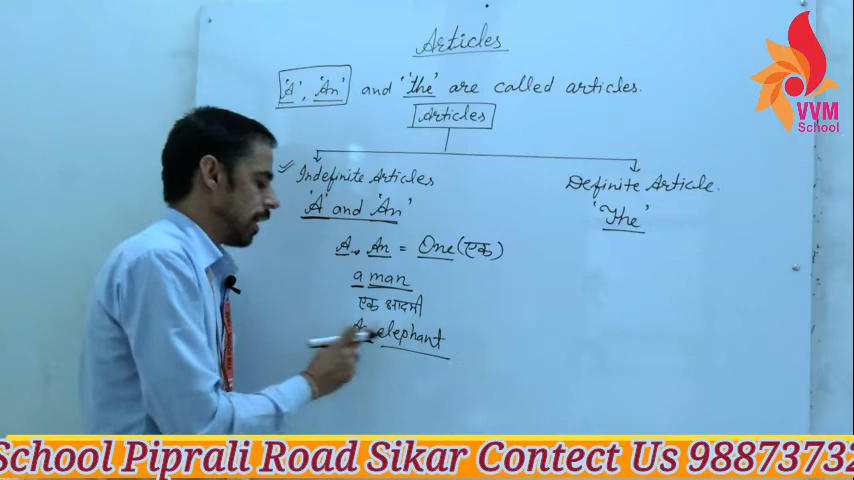 Articles
'A', 'An' and 'the' are called articles.
Articles
Indefinite Articles
'A' and 'An'
Definite Article.
'The'
A, An = One (एक)
a man
एक आदमी
An elephant
VVM
School
School Piprali Road Sikar Contect Us 98873732